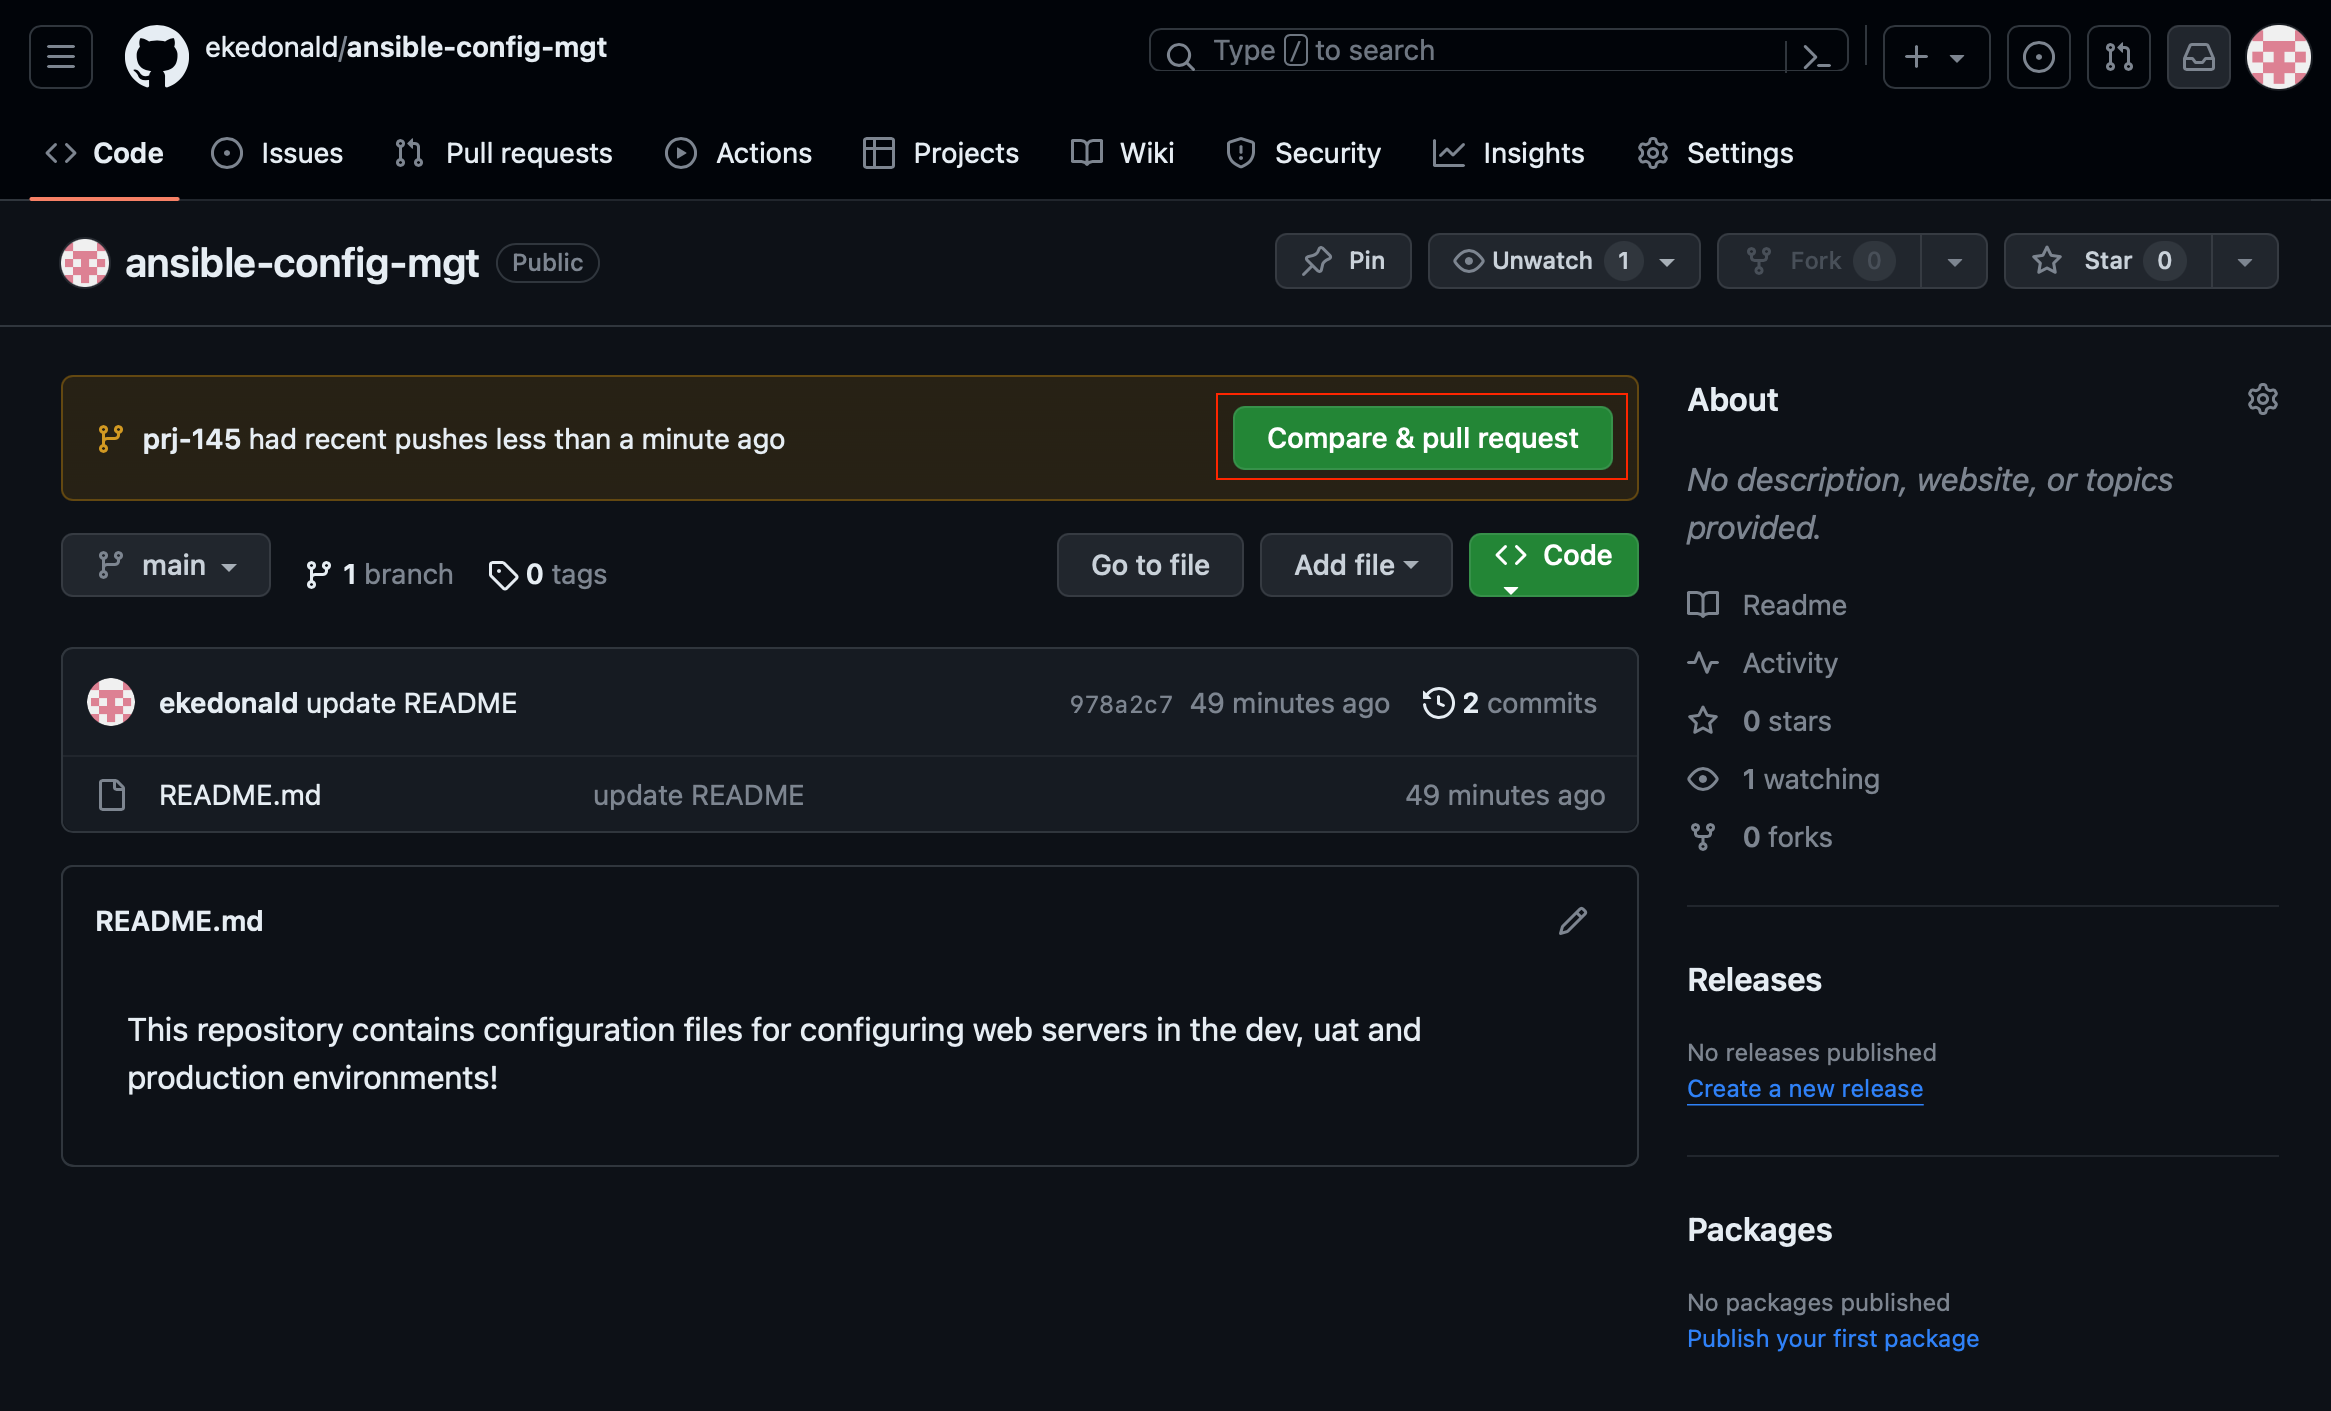 ekedonald/ansible-config-mgt
Type / to search
Code Issues Pull requests Actions Projects Wiki Security Insights Settings
ansible-config-mgt Public
Pin Unwatch 1 Fork 0 Star 0
prj-145 had recent pushes less than a minute ago Compare & pull request
main 1 branch 0 tags Go to file Add file Code
ekedonald update README 978a2c7 49 minutes ago 2 commits
README.md update README 49 minutes ago
README.md
This repository contains configuration files for configuring web servers in the dev, uat and
production environments!
About
No description, website, or topics
provided.
Readme
Activity
0 stars
1 watching
0 forks
Releases
No releases published
Create a new release
Packages
No packages published
Publish your first package